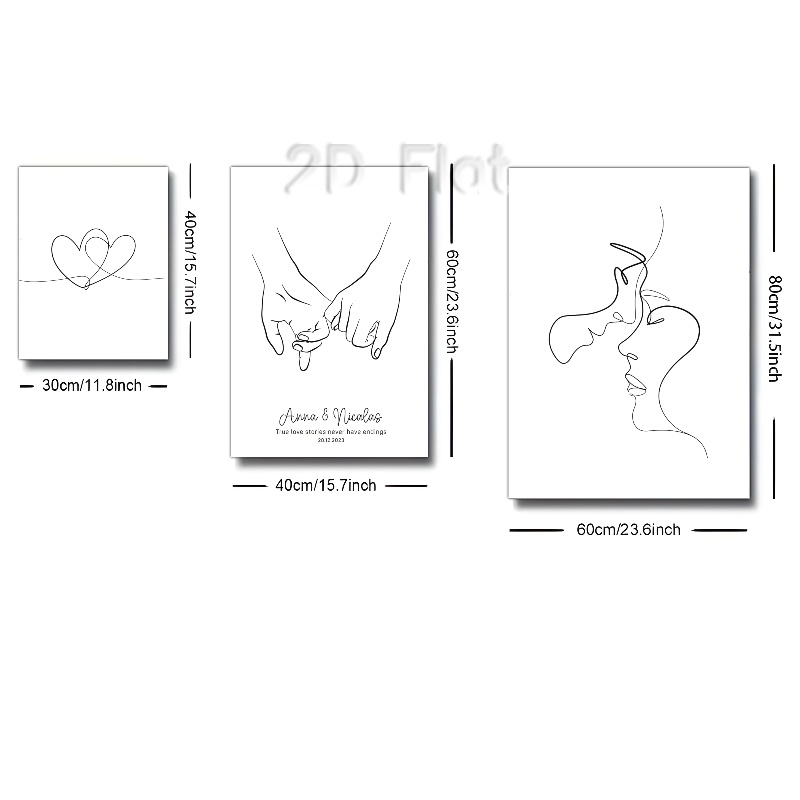 2D Flat
40cm/15.7inch
30cm/11.8inch
60cm/23.6inch
Anna & Nicolas
True love stories never have endings
20.12.2023
40cm/15.7inch
80cm/31.5inch
60cm/23.6inch